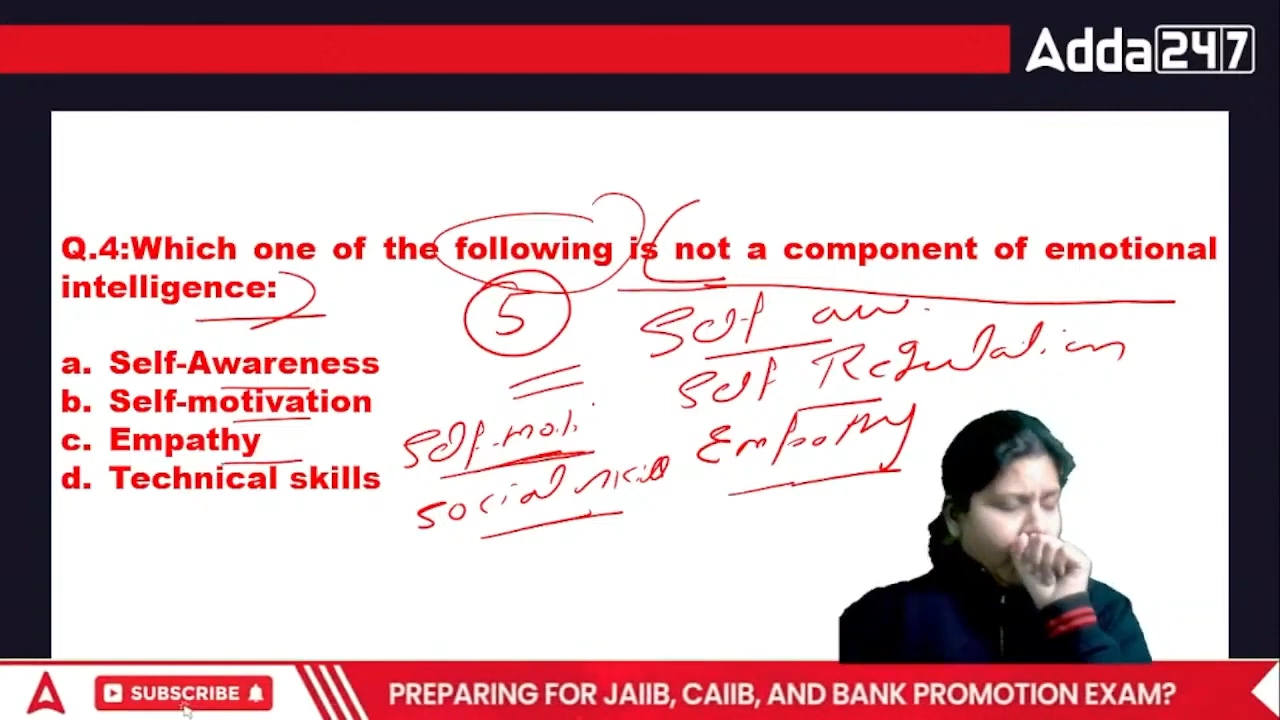 Adda247
Q.4:Which one of the following is not a component of emotional
intelligence:
5
Self aw.
Self Regulation
a. Self-Awareness
b. Self-motivation
c. Empathy
d. Technical skills
Self-moti
Empathy
Social skill
SUBSCRIBE
PREPARING FOR JAIIB, CAIIB, AND BANK PROMOTION EXAM?